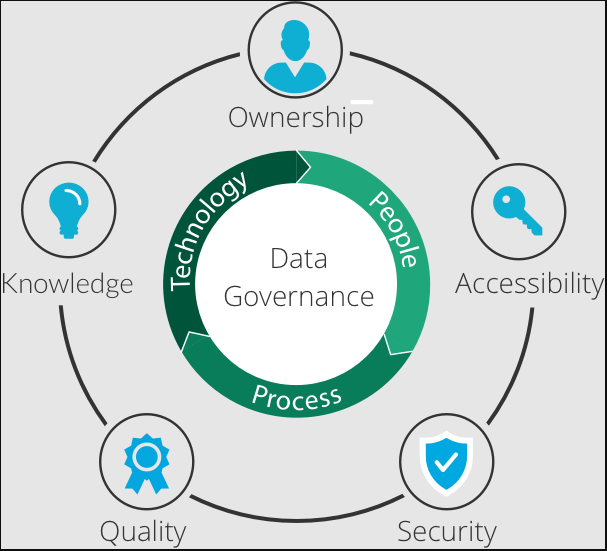 Ownership
Technology
People
Data
Governance
Knowledge
Accessibility
Process
Quality
Security